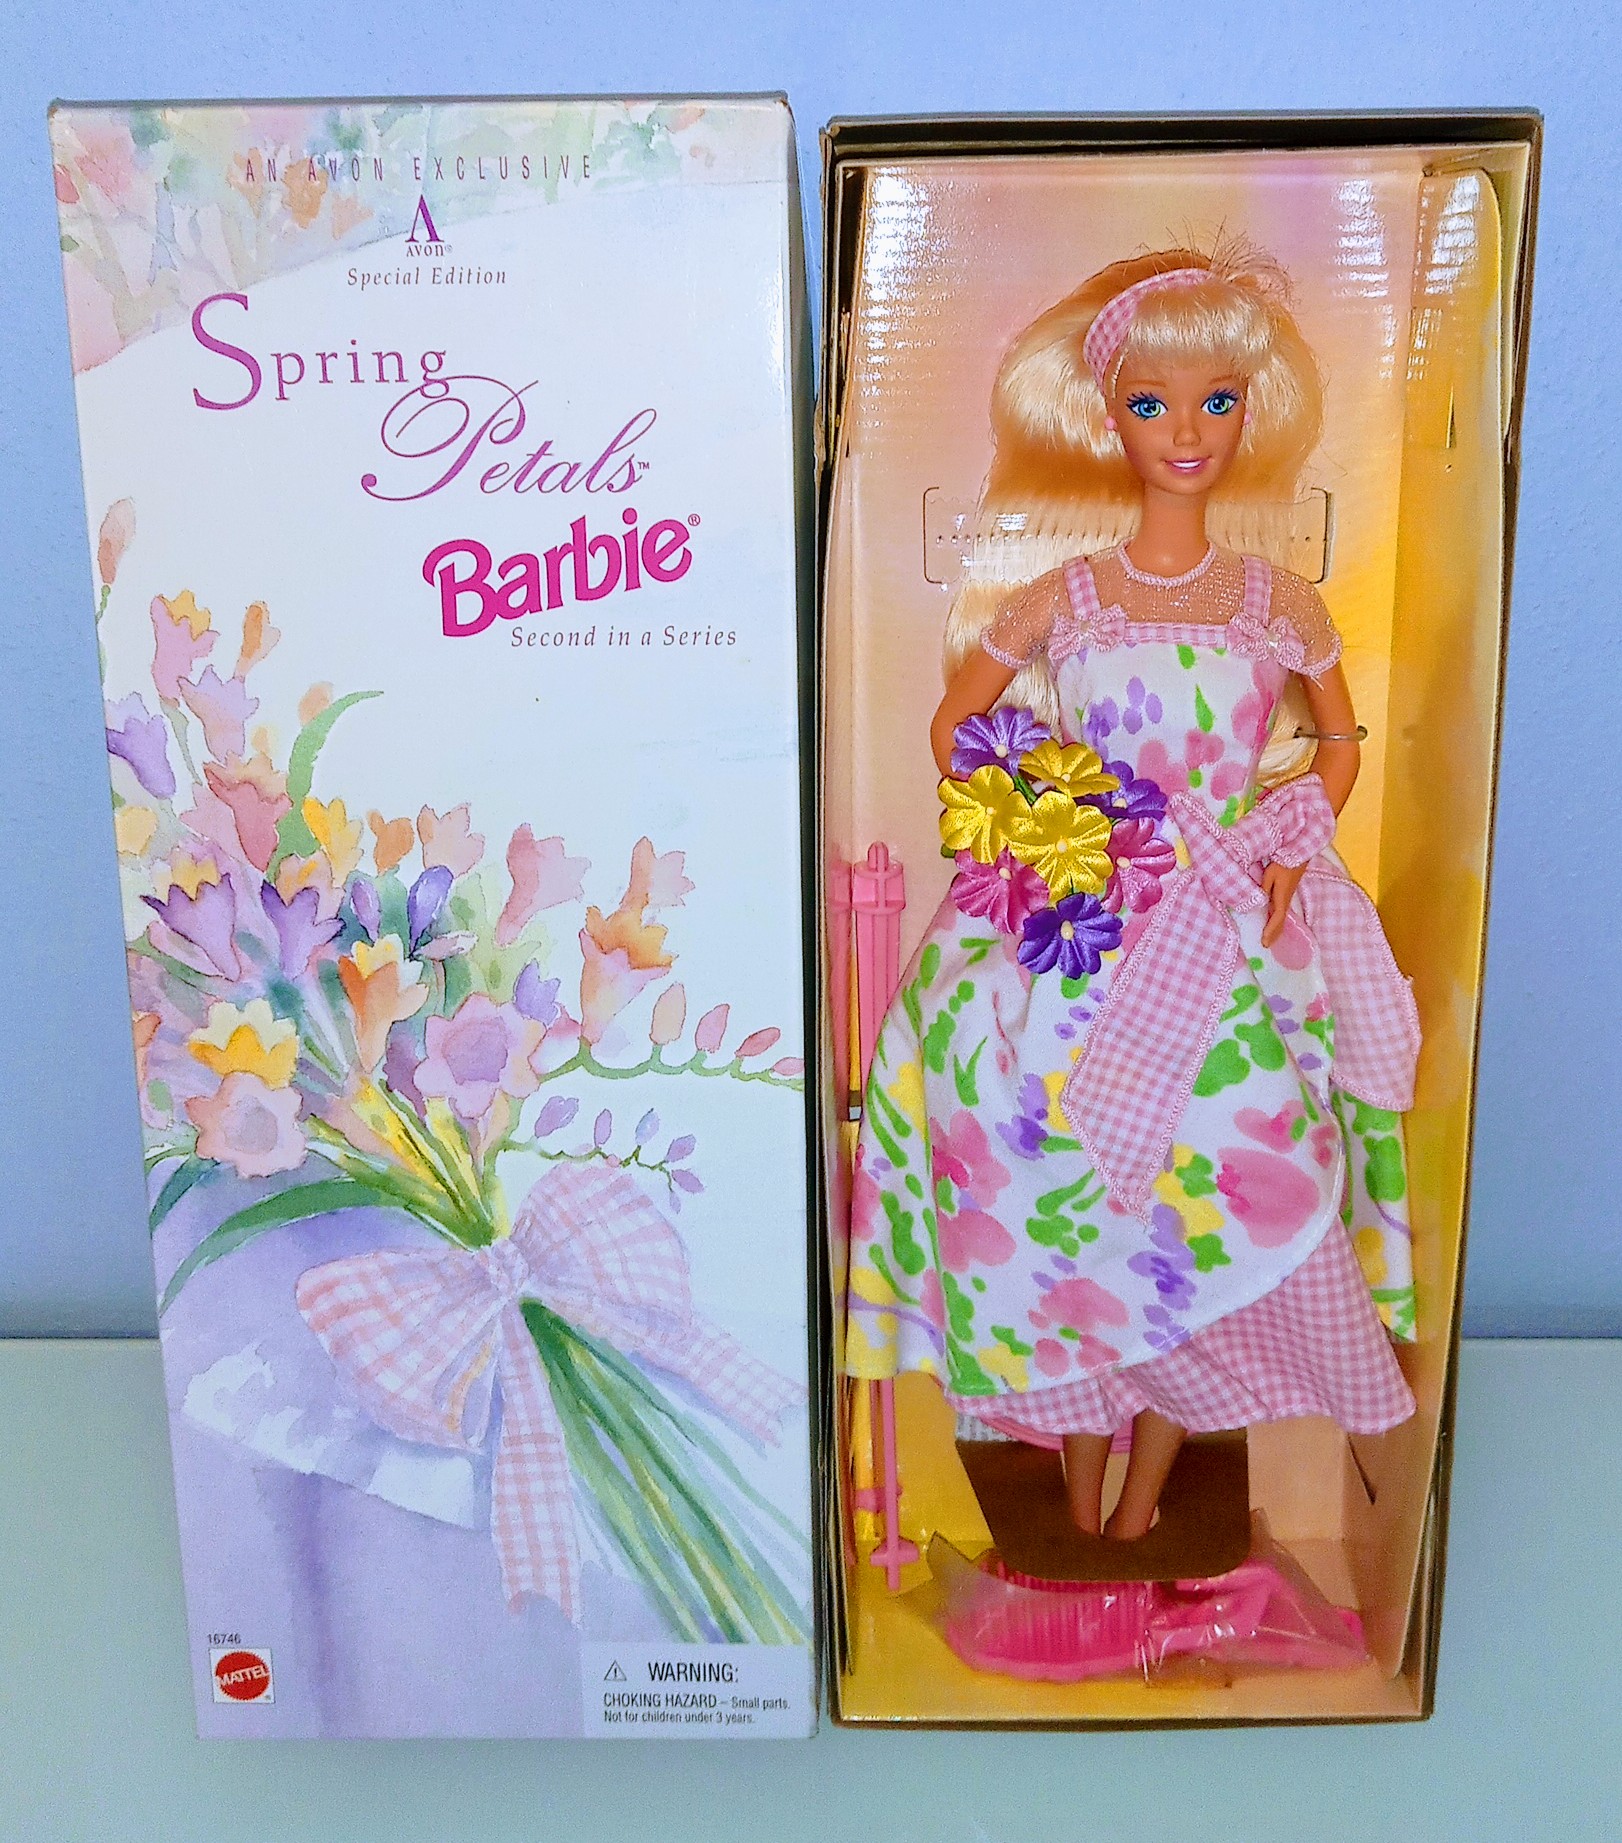 AN AVON EXCLUSIVE
A
AVON®
Special Edition
Spring
Petals™
Barbie®
Second in a Series
16746
MATTEL
®
⚠ WARNING:
CHOKING HAZARD – Small parts.
Not for children under 3 years.